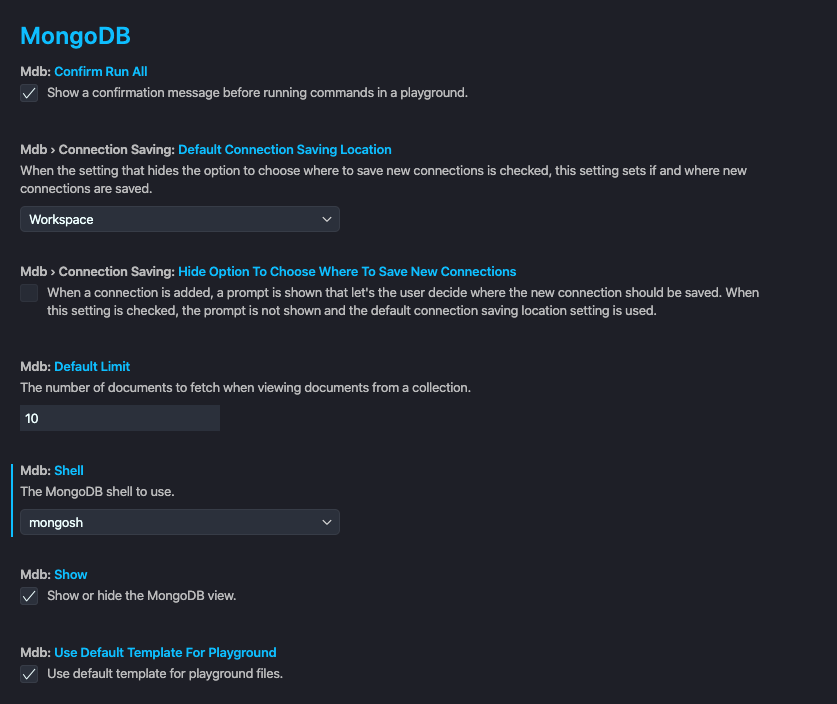 MongoDB
Mdb: Confirm Run All
Show a confirmation message before running commands in a playground.
Mdb › Connection Saving: Default Connection Saving Location
When the setting that hides the option to choose where to save new connections is checked, this setting sets if and where new
connections are saved.
Workspace
Mdb › Connection Saving: Hide Option To Choose Where To Save New Connections
When a connection is added, a prompt is shown that let's the user decide where the new connection should be saved. When
this setting is checked, the prompt is not shown and the default connection saving location setting is used.
Mdb: Default Limit
The number of documents to fetch when viewing documents from a collection.
10
Mdb: Shell
The MongoDB shell to use.
mongosh
Mdb: Show
Show or hide the MongoDB view.
Mdb: Use Default Template For Playground
Use default template for playground files.